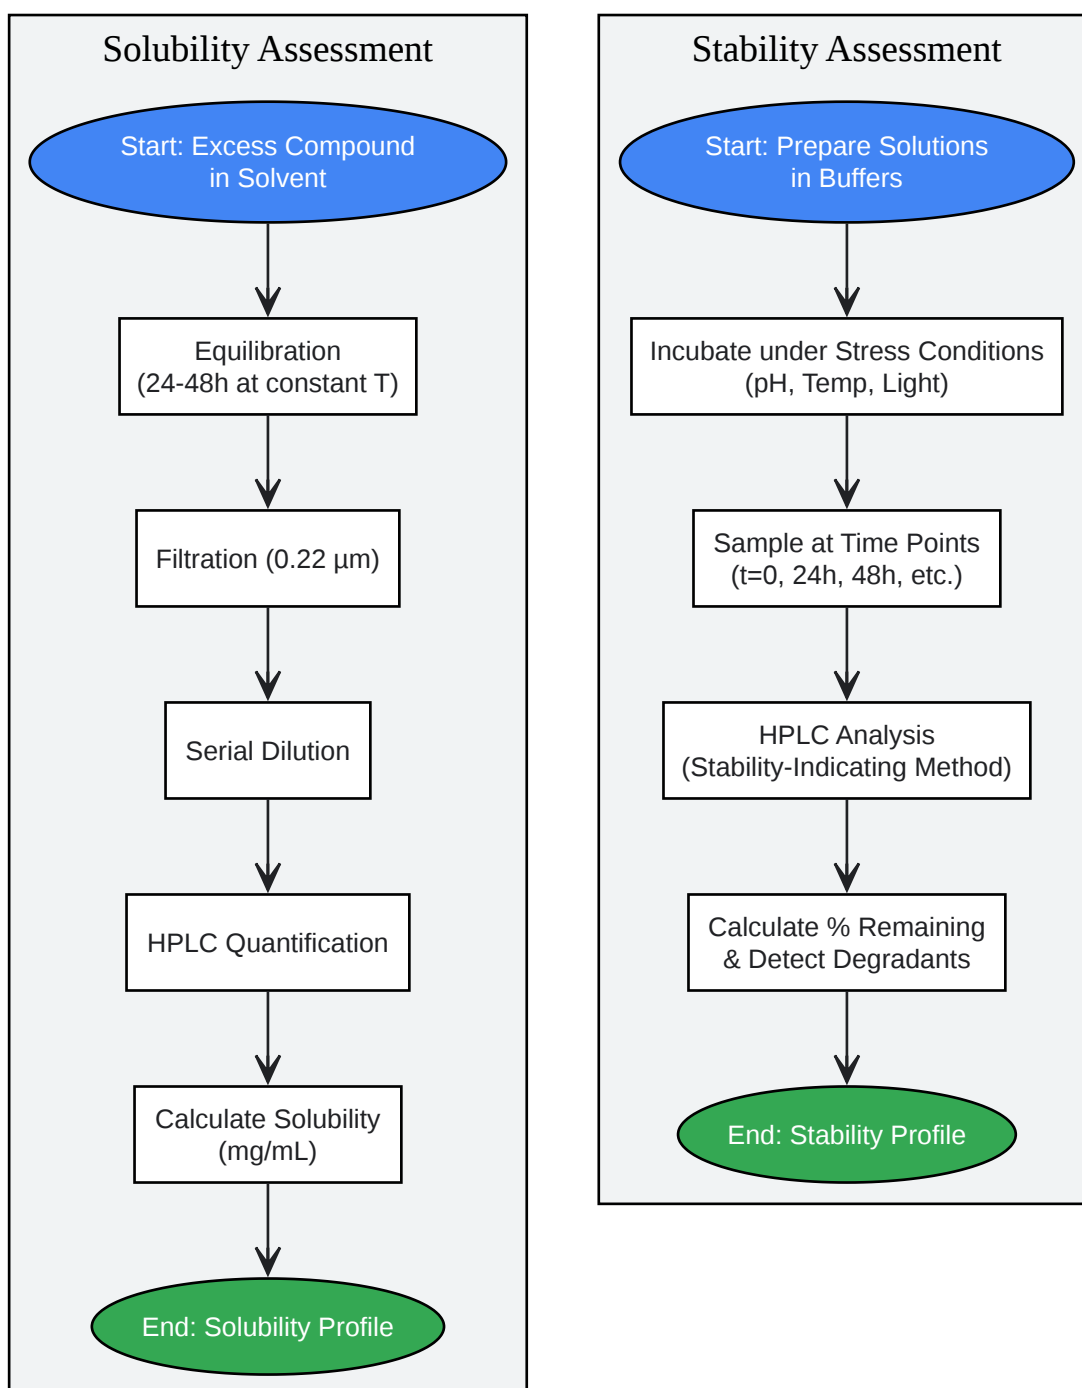 Solubility Assessment
Start: Excess Compound
in Solvent
Equilibration
(24-48h at constant T)
Filtration (0.22 µm)
Serial Dilution
HPLC Quantification
Calculate Solubility
(mg/mL)
End: Solubility Profile
Stability Assessment
Start: Prepare Solutions
in Buffers
Incubate under Stress Conditions
(pH, Temp, Light)
Sample at Time Points
(t=0, 24h, 48h, etc.)
HPLC Analysis
(Stability-Indicating Method)
Calculate % Remaining
& Detect Degradants
End: Stability Profile